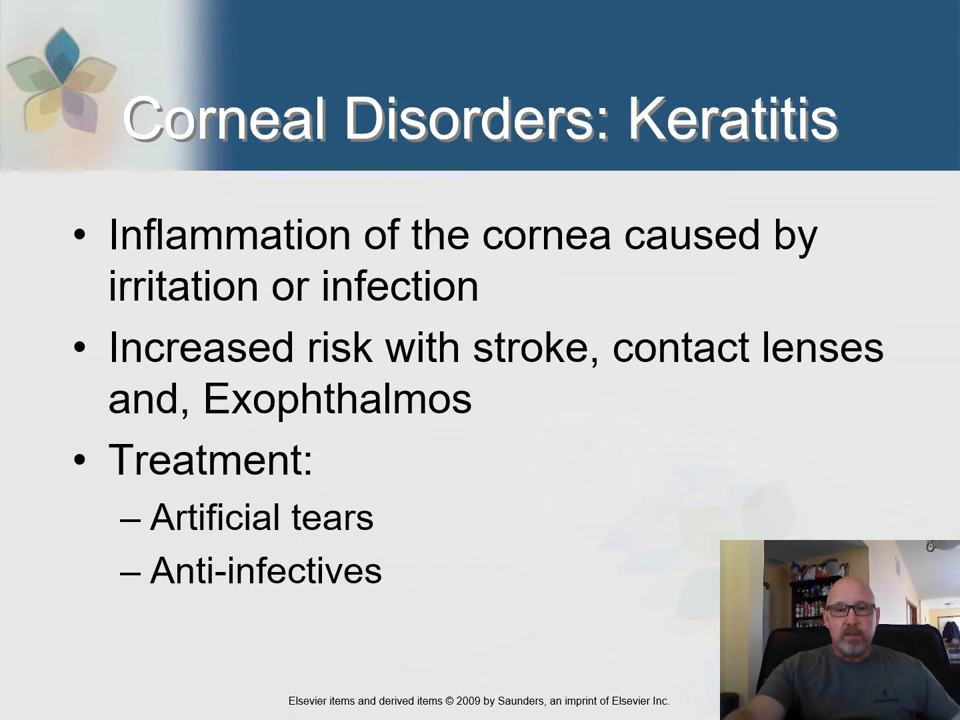 Corneal Disorders: Keratitis
• Inflammation of the cornea caused by
irritation or infection
• Increased risk with stroke, contact lenses
and, Exophthalmos
• Treatment:
– Artificial tears
– Anti-infectives
Elsevier items and derived items © 2009 by Saunders, an imprint of Elsevier Inc.